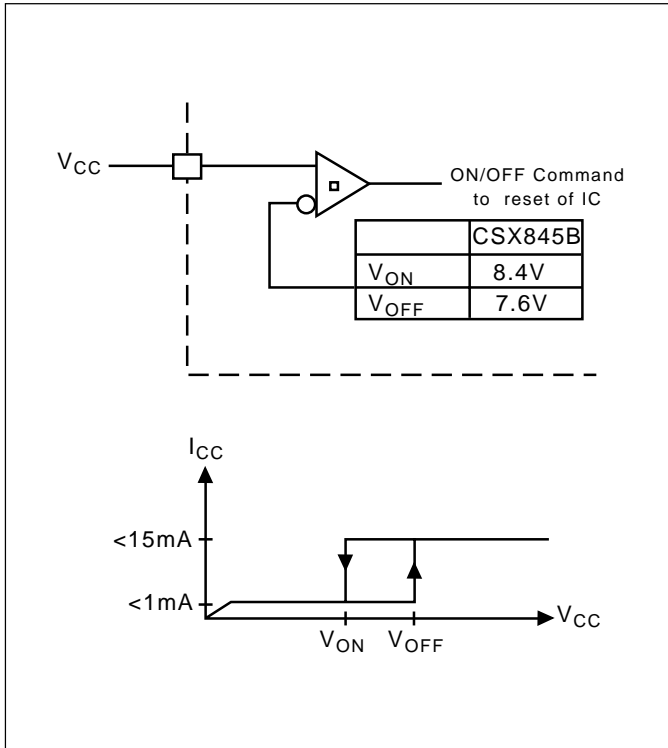 VCC
ON/OFF Command
to reset of IC
CSX845B
VON 8.4V
VOFF 7.6V
ICC
<15mA
<1mA
VCC
VON VOFF